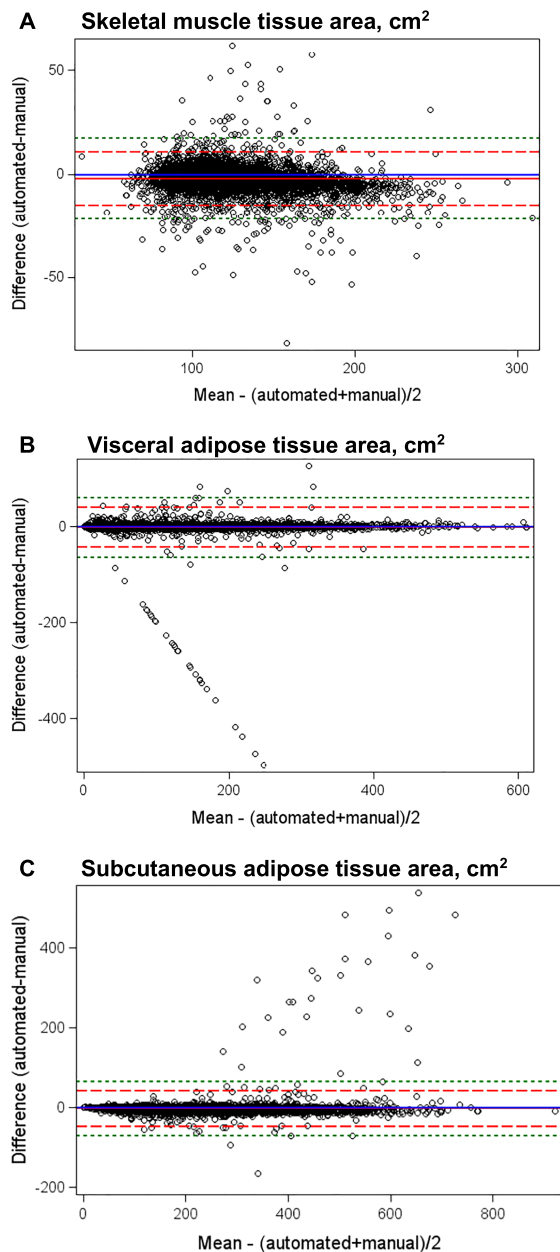 A Skeletal muscle tissue area, cm²
Difference (automated-manual)
50
0
-50
100 200 300
Mean - (automated+manual)/2
B Visceral adipose tissue area, cm²
Difference (automated-manual)
0
-200
-400
0 200 400 600
Mean - (automated+manual)/2
C Subcutaneous adipose tissue area, cm²
Difference (automated-manual)
400
200
0
-200
0 200 400 600 800
Mean - (automated+manual)/2